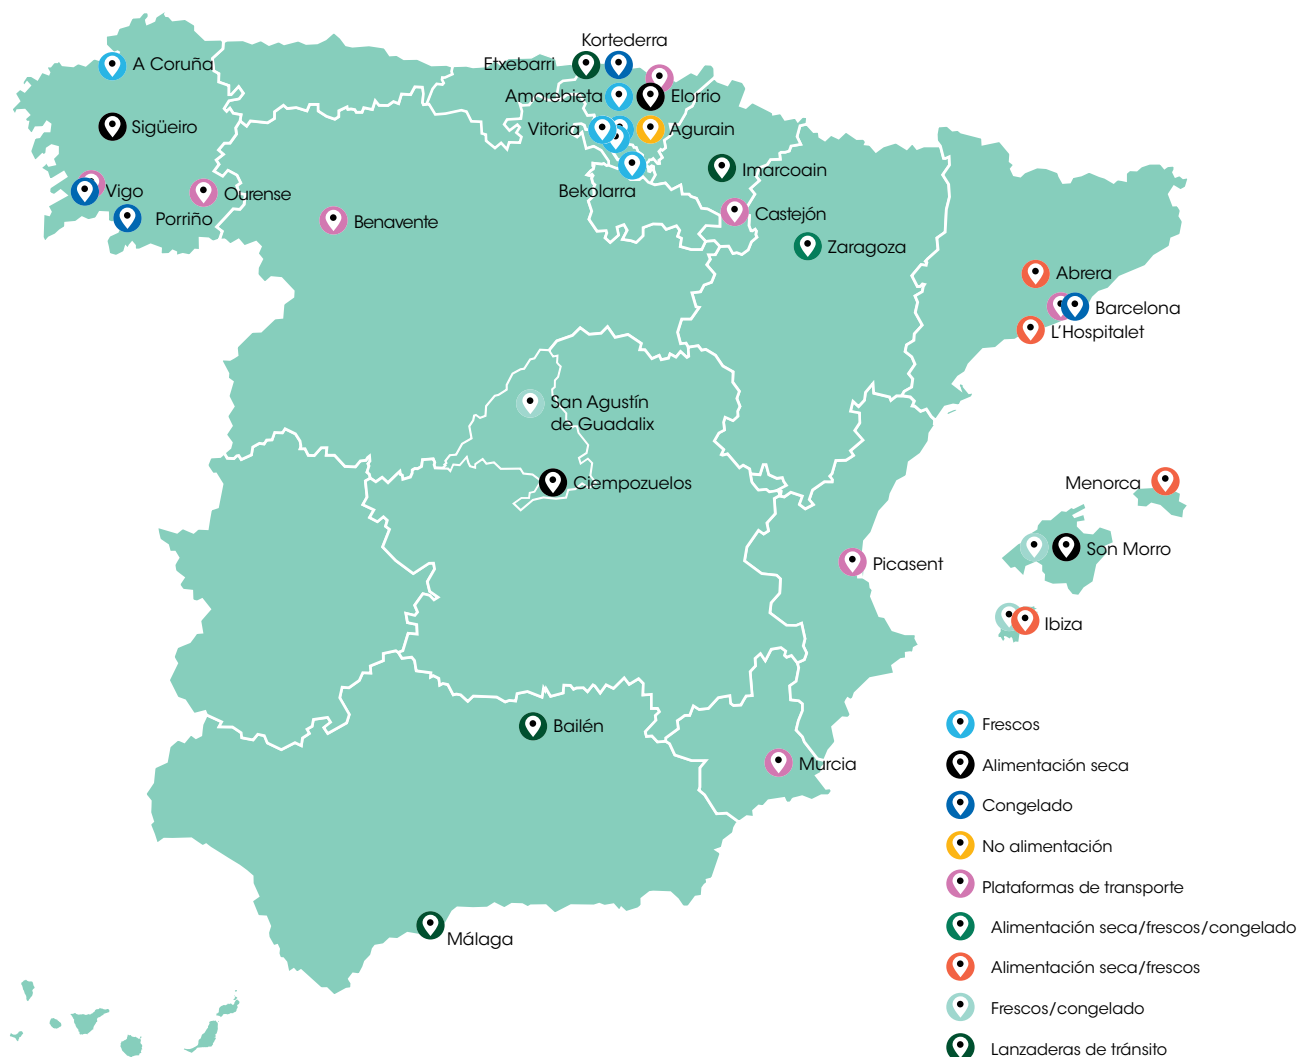 Kortederra
A Coruña
Etxebarri
Amorebieta
Elorrio
Sigüeiro
Vitoria
Agurain
Imarcoain
Bekolarra
Vigo
Ourense
Porriño
Benavente
Castejón
Zaragoza
Abrera
Barcelona
L’Hospitalet
San Agustín
de Guadalix
Ciempozuelos
Menorca
Son Morro
Picasent
Ibiza
Bailén
Murcia
Málaga
Frescos
Alimentación seca
Congelado
No alimentación
Plataformas de transporte
Alimentación seca/frescos/congelado
Alimentación seca/frescos
Frescos/congelado
Lanzaderas de tránsito